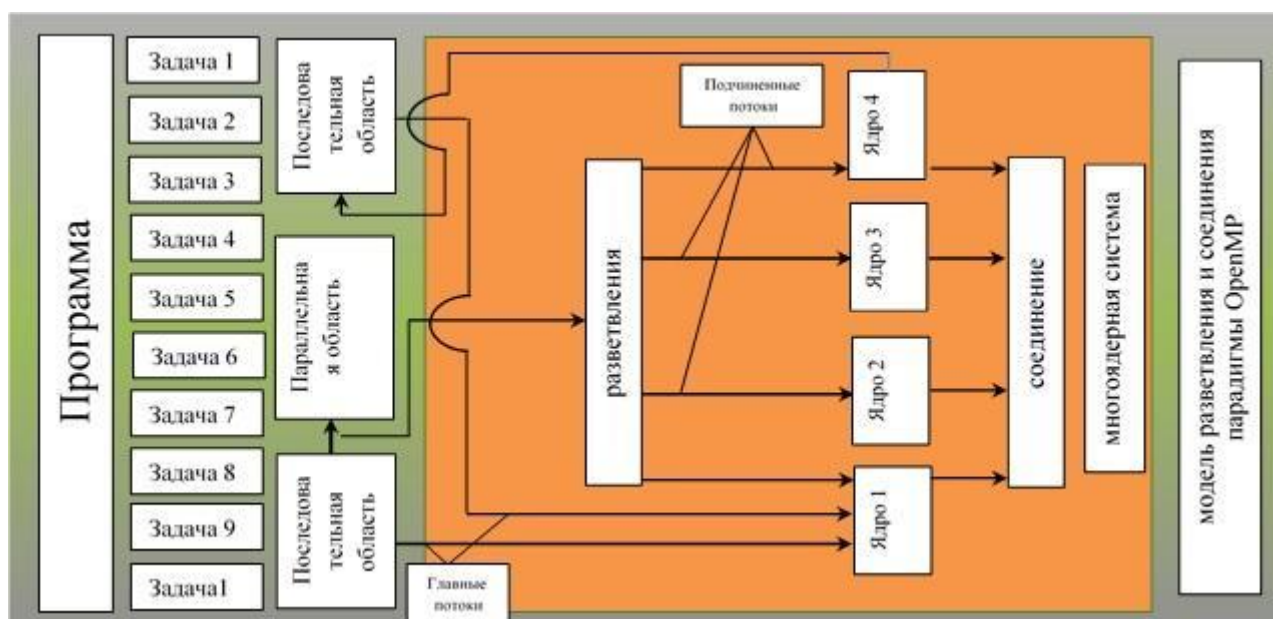 Программа
Задача 1
Задача 2
Задача 3
Задача 4
Задача 5
Задача 6
Задача 7
Задача 8
Задача 9
Задача1
Последова
тельная
область
Параллельна
я область
Последова
тельная
область
Главные
потоки
Подчиненные
потоки
разветвления
Ядро 4
Ядро 3
Ядро 2
Ядро 1
соединение
многоядерная система
модель разветвления и соединения
парадигмы OpenMP